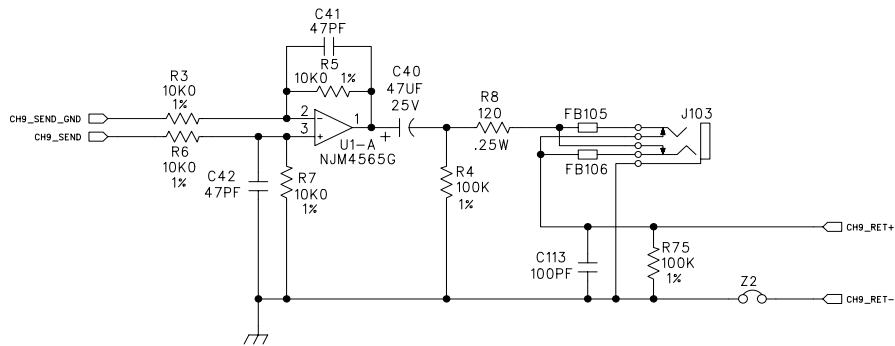 C41
47PF
R5
10K0 1%
C40
47UF
25V
R3
10K0
1%
R8
120
.25W
FB105
J103
CH9_SEND_GND
CH9_SEND
2
-
3
+
1
+
U1-A
NJM4565G
R6
10K0
1%
C42
47PF
R7
10K0
1%
R4
100K
1%
FB106
CH9_RET+
C113
100PF
R75
100K
1%
Z2
CH9_RET-